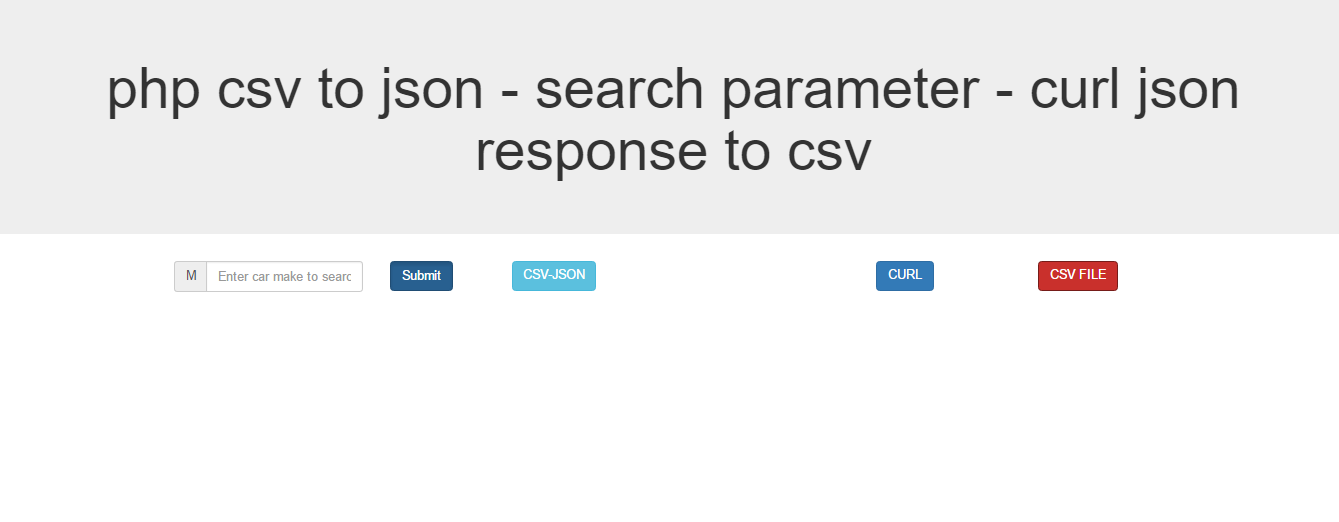 php csv to json - search parameter - curl json
response to csv
M Enter car make to searc Submit CSV-JSON CURL CSV FILE